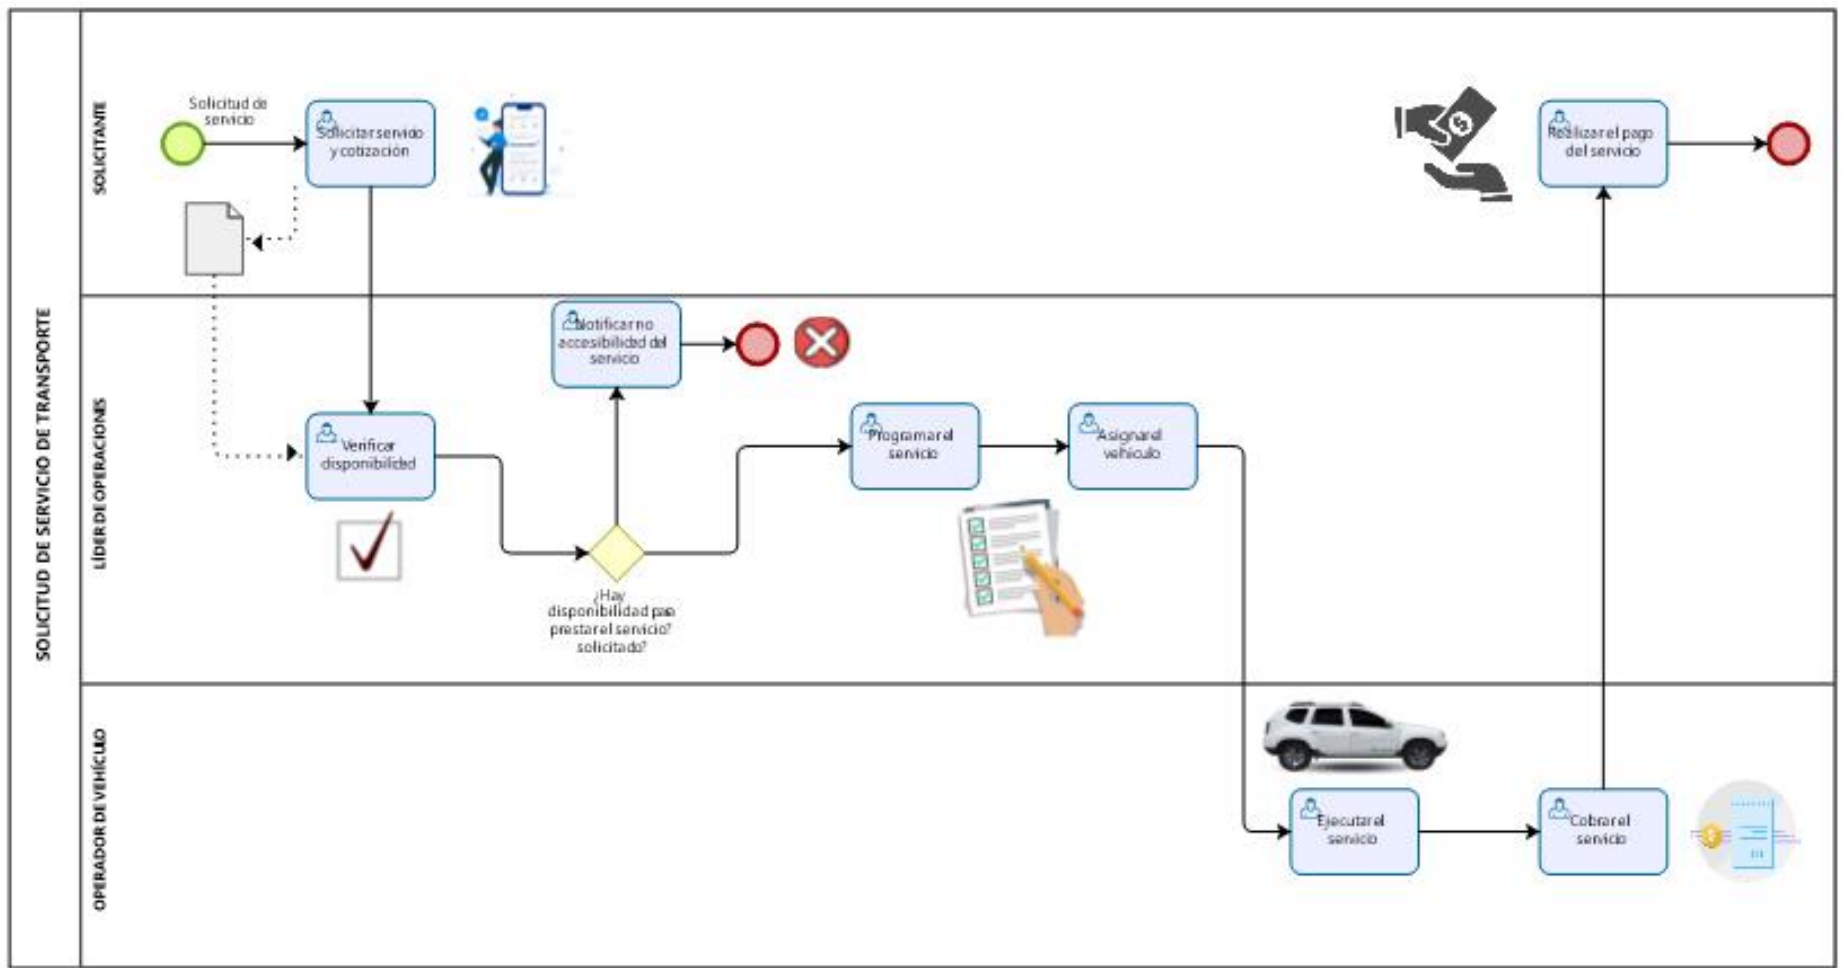 SOLICITUD DE SERVICIO DE TRANSPORTE
SOLICITANTE
Solicitud de
servicio
Solicitar servicio
y cotización
Realizar el pago
del servicio
LÍDER DE OPERACIONES
Notificar no
accesibilidad del
servicio
Verificar
disponibilidad
Programar el
servicio
Asignar el
vehículo
¿Hay
disponibilidad para
prestar el servicio?
solicitado?
OPERADOR DE VEHÍCULO
Ejecutar el
servicio
Cobrar el
servicio